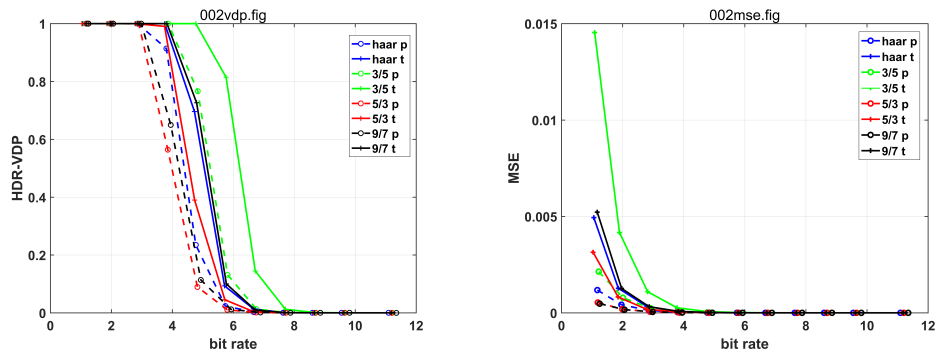 002vdp.fig
HDR-VDP
1
0.8
0.6
0.4
0.2
0
0 2 4 6 8 10 12
bit rate
haar p
haar t
3/5 p
3/5 t
5/3 p
5/3 t
9/7 p
9/7 t
002mse.fig
MSE
0.015
0.01
0.005
0
0 2 4 6 8 10 12
bit rate
haar p
haar t
3/5 p
3/5 t
5/3 p
5/3 t
9/7 p
9/7 t